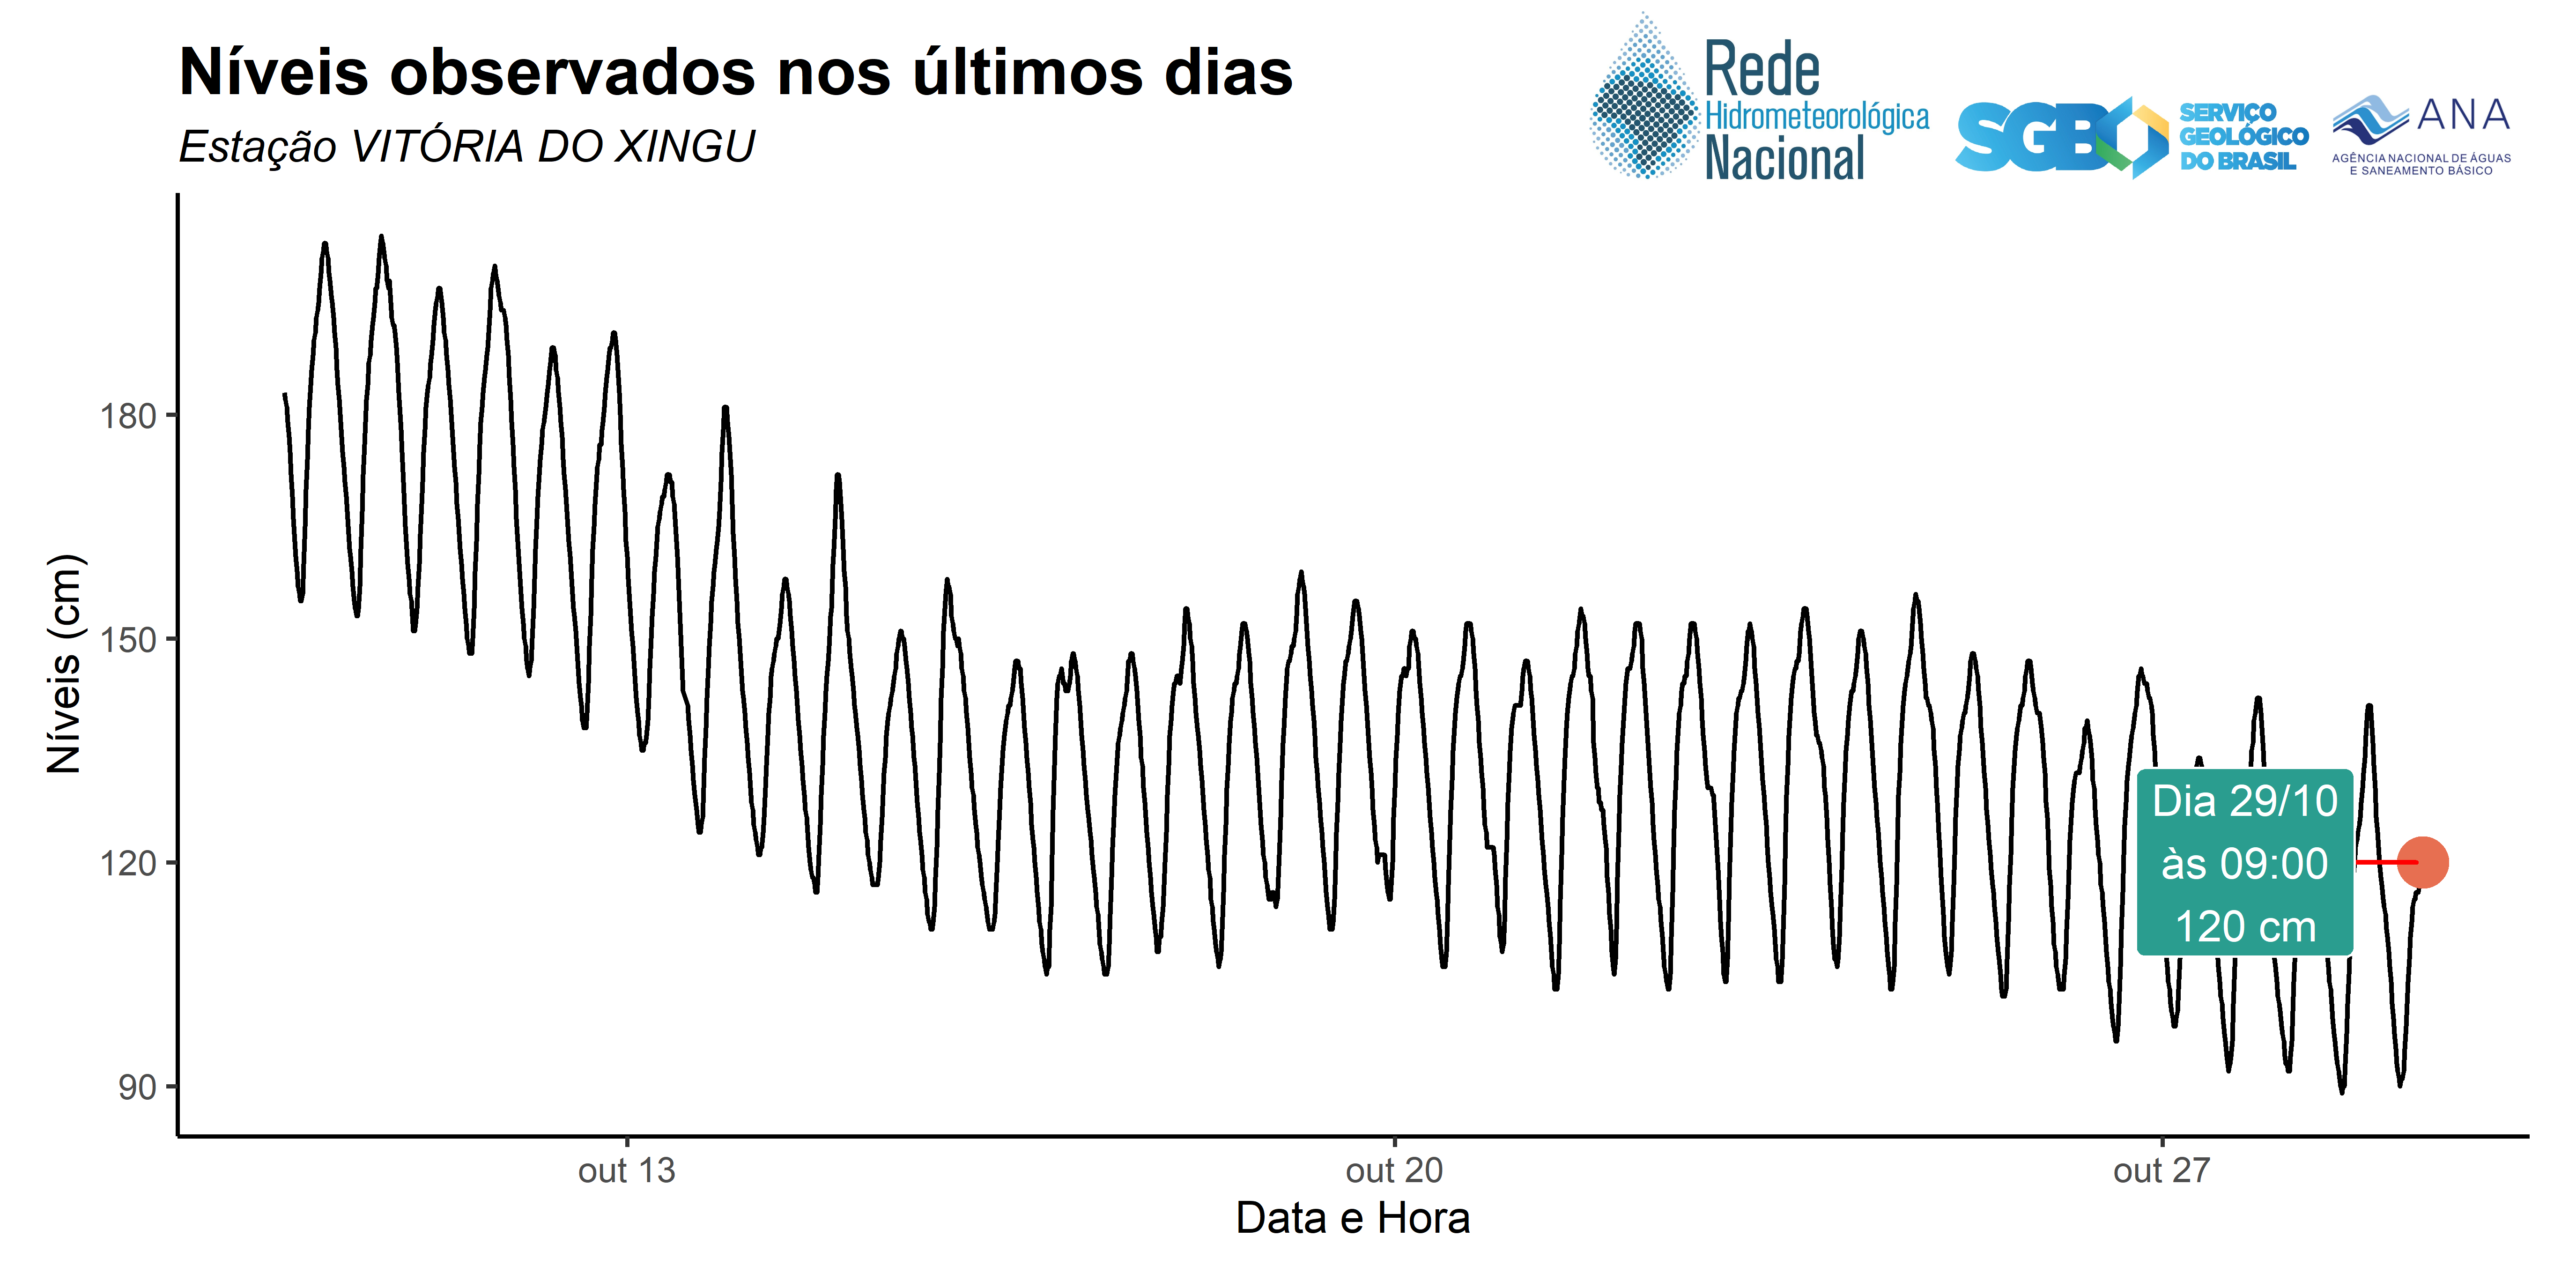 Níveis observados nos últimos dias
Estação VITÓRIA DO XINGU
Rede
Hidrometeorológica
Nacional
SGB
SERVIÇO
GEOLÓGICO
DO BRASIL
ANA
AGÊNCIA NACIONAL DE ÁGUAS
E SANEAMENTO BÁSICO
Níveis (cm)
180
150
120
90
Dia 29/10
às 09:00
120 cm
out 13
out 20
out 27
Data e Hora